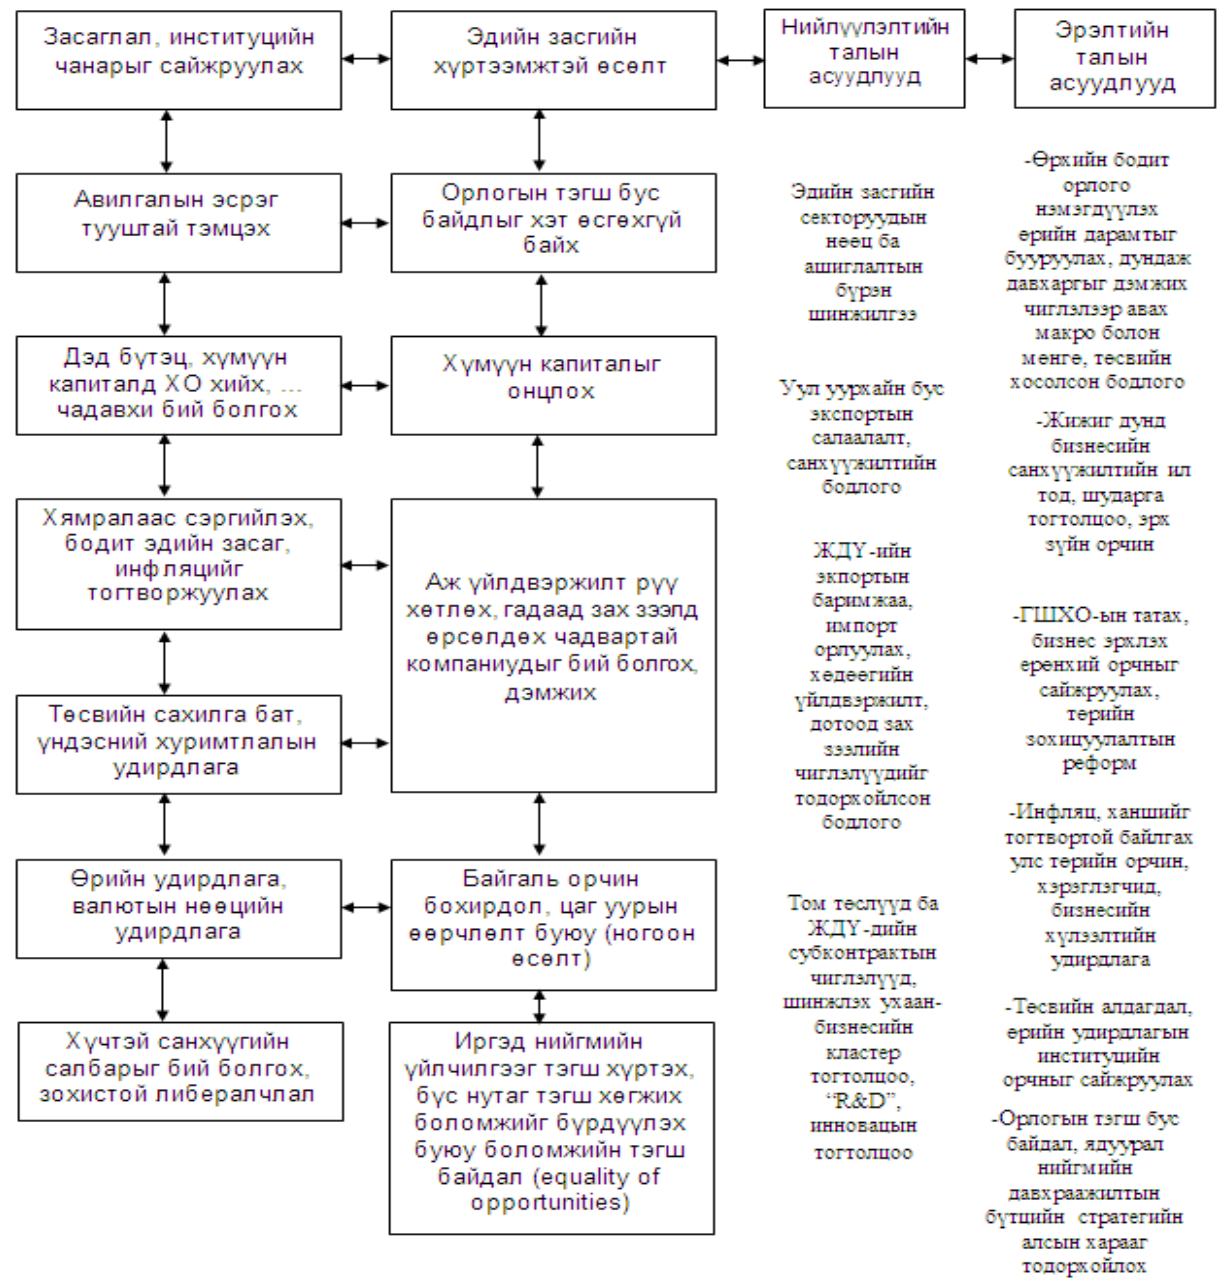 Засаглал, институцийн
чанарыг сайжруулах
Эдийн засгийн
хүртээмжтэй өсөлт
Нийлүүлэлтийн
талын
асуудлууд
Эрэлтийн
талын
асуудлууд
Авилгалын эсрэг
тууштай тэмцэх
Орлогын тэгш бус
байдлыг хэт өсгөхгүй
байх
Дэд бүтэц, хүмүүн
капиталд ХО хийх, ...
чадавхи бий болгох
Хүмүүн капиталыг
онцлох
Хямралаас сэргийлэх,
бодит эдийн засаг,
инфляцийг
тогтворжуулах
Аж үйлдвэржилт рүү
хөтлөх, гадаад зах зээлд
өрсөлдөх чадвартай
компаниудыг бий болгох,
дэмжих
Төсвийн сахилга бат,
үндэсний хуримтлалын
удирдлага
Өрийн удирдлага,
валютын нөөцийн
удирдлага
Байгаль орчин
бохирдол, цаг уурын
өөрчлөлт буюу (ногоон
өсөлт)
Хүчтэй санхүүгийн
салбарыг бий болгох,
зохистой либералчлал
Иргэд нийгмийн
үйлчилгээг тэгш хүртэх,
бүс нутаг тэгш хөгжих
боломжийг бүрдүүлэх
буюу боломжийн тэгш
байдал (equality of
opportunities)
Эдийн засгийн
секторуудын
нөөц ба
ашиглалтын
бүрэн
шинжилгээ
Уул уурхайн бус
экспортын
салаалалт,
санхүүжилтийн
бодлого
ЖДҮ-ийн
экпортын
баримжаа,
импорт
орлуулах,
хөдөөгийн
үйлдвэржилт,
дотоод зах
зээлийн
чиглэлүүдийг
тодорхойлсон
бодлого
Том төслүүд ба
ЖДҮ-дийн
субконтрактын
чиглэлүүд,
шинжлэх ухаан-
бизнесийн
кластер
тогтолцоо,
“R&D”,
инновацын
тогтолцоо
-Өрхийн бодит
орлого
нэмэгдүүлэх
өрийн дарамтыг
бууруулах, дундаж
давхаргыг дэмжих
чиглэлээр авах
макро болон
мөнгө, төсвийн
хосолсон бодлого
-Жижиг дунд
бизнесийн
санхүүжилтийн ил
тод, шударга
тогтолцоо, эрх
зүйн орчин
-ГШХО-ын татах,
бизнес эрхлэх
ерөнхий орчныг
сайжруулах,
төрийн
зохицуулалтын
реформ
-Инфляц, ханшийг
тогтвортой байлгах
улс төрийн орчин,
хэрэглэгчид,
бизнесийн
хүлээлтийн
удирдлага
-Төсвийн алдагдал,
өрийн удирдлагын
институцийн
орчныг сайжруулах
-Орлогын тэгш бус
байдал, ядуурал
нийгмийн
давхраажилтын
бүтцийн стратегийн
алсын хараа​г
тодорхойлох